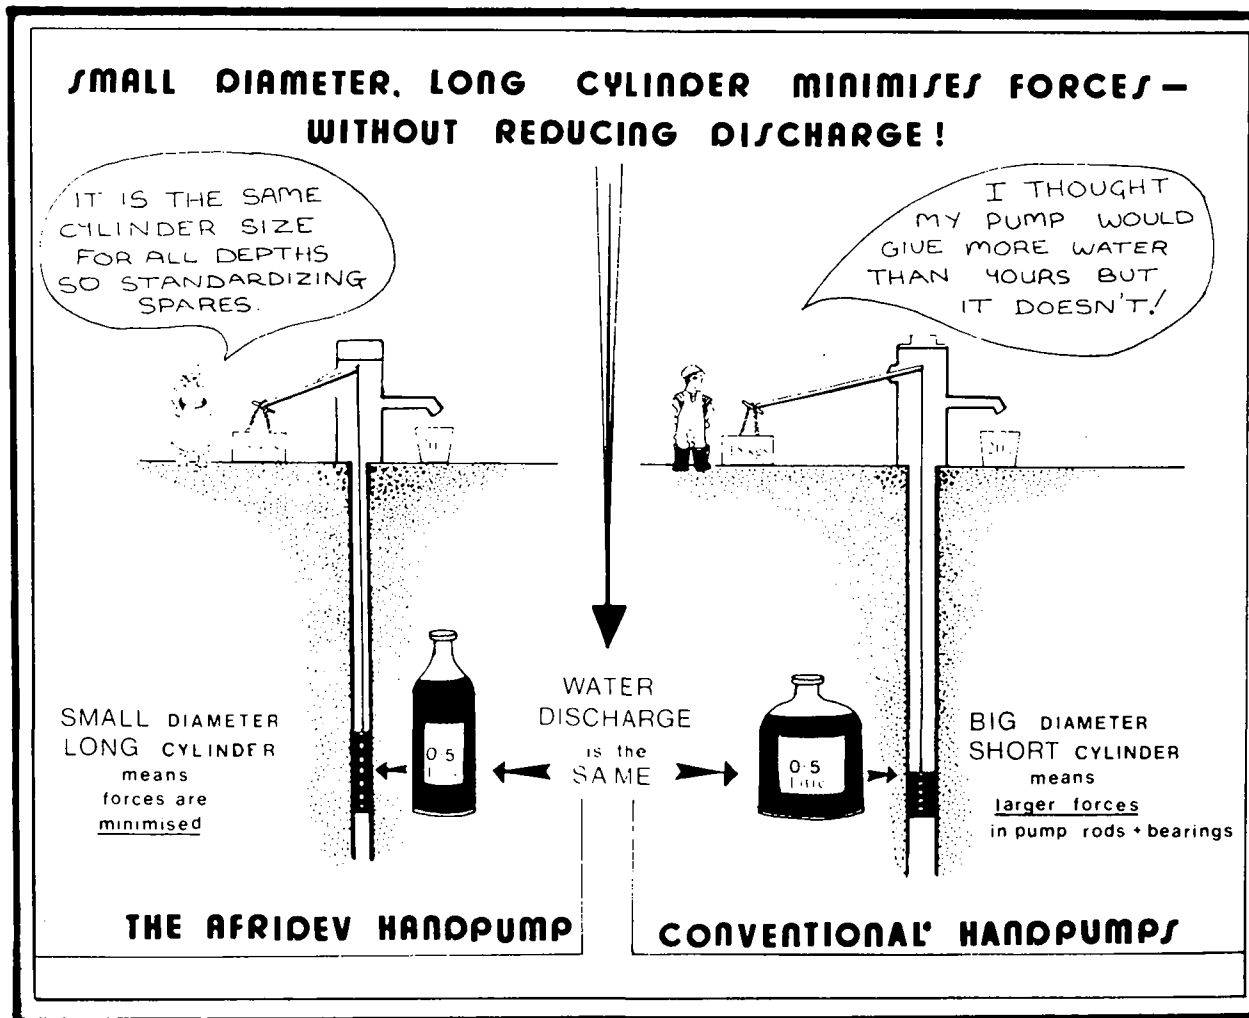 SMALL DIAMETER, LONG CYLINDER MINIMISES FORCES –
WITHOUT REDUCING DISCHARGE!
IT IS THE SAME
CYLINDER SIZE
FOR ALL DEPTHS
SO STANDARDIZING
SPARES.
I THOUGHT
MY PUMP WOULD
GIVE MORE WATER
THAN YOURS BUT
IT DOESN'T!
SMALL DIAMETER
LONG CYLINDER
means
forces are
minimised
0·5
WATER
DISCHARGE
is the
SAME
0·5
litre
BIG DIAMETER
SHORT CYLINDER
means
larger forces
in pump rods + bearings
THE AFRIDEV HANDPUMP
CONVENTIONAL' HANDPUMPS